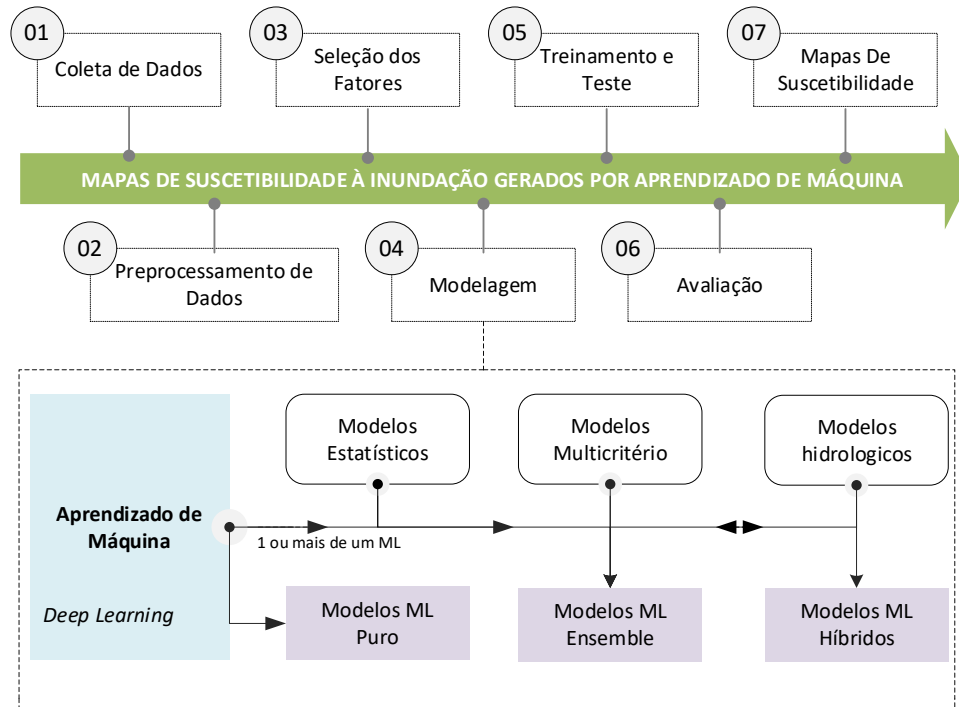 01
Coleta de Dados
03
Seleção dos
Fatores
05
Treinamento e
Teste
07
Mapas De
Suscetibilidade
MAPAS DE SUSCETIBILIDADE À INUNDAÇÃO GERADOS POR APRENDIZADO DE MÁQUINA
02
Preprocessamento de
Dados
04
Modelagem
06
Avaliação
Modelos
Estatísticos
Modelos
Multicritério
Modelos
hidrologicos
Aprendizado de
Máquina
1 ou mais de um ML
Deep Learning
Modelos ML
Puro
Modelos ML
Ensemble
Modelos ML
Híbridos